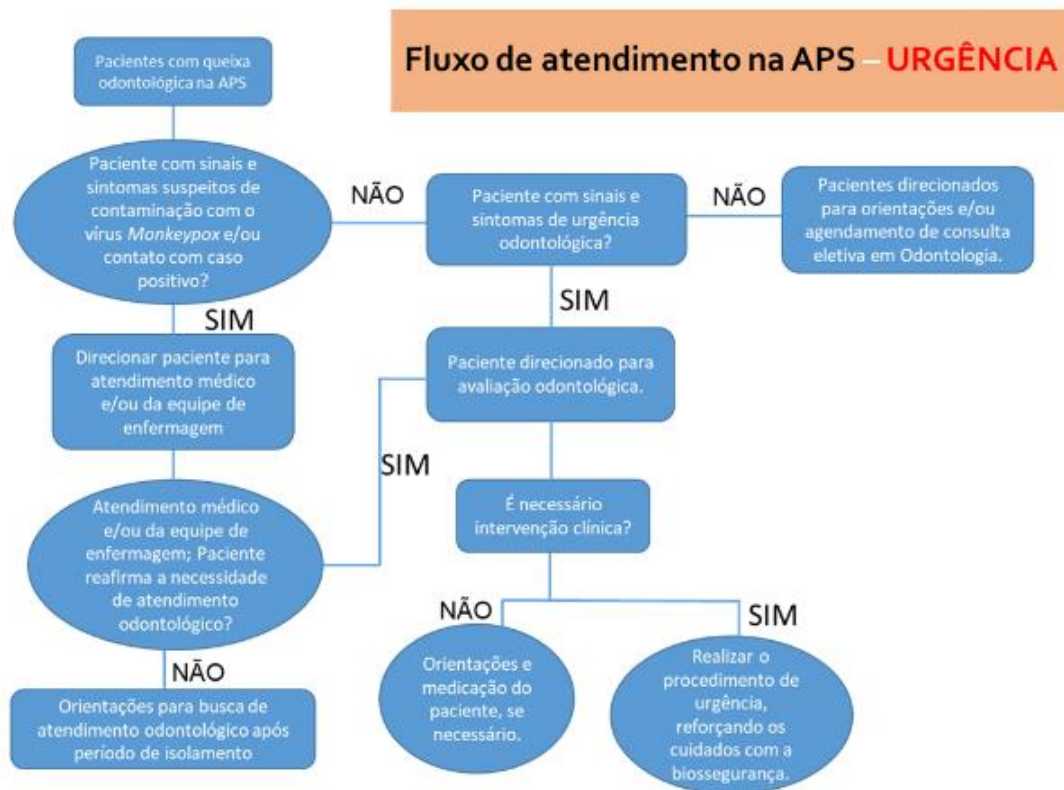 Fluxo de atendimento na APS – URGÊNCIA
Pacientes com queixa
odontológica na APS
Paciente com sinais e
sintomas suspeitos de
contaminação com o
vírus Monkeypox e/ou
contato com caso
positivo?
NÃO
Paciente com sinais e
sintomas de urgência
odontológica?
NÃO
Pacientes direcionados
para orientações e/ou
agendamento de consulta
eletiva em Odontologia.
SIM
SIM
Direcionar paciente para
atendimento médico
e/ou da equipe de
enfermagem
Paciente direcionado para
avaliação odontológica.
SIM
Atendimento médico
e/ou da equipe de
enfermagem; Paciente
reafirma a necessidade
de atendimento
odontológico?
É necessário
intervenção clínica?
NÃO
SIM
NÃO
Orientações para busca de
atendimento odontológico após
período de isolamento
Orientações e
medicação do
paciente, se
necessário.
Realizar o
procedimento de
urgência,
reforçando os
cuidados com a
biossegurança.